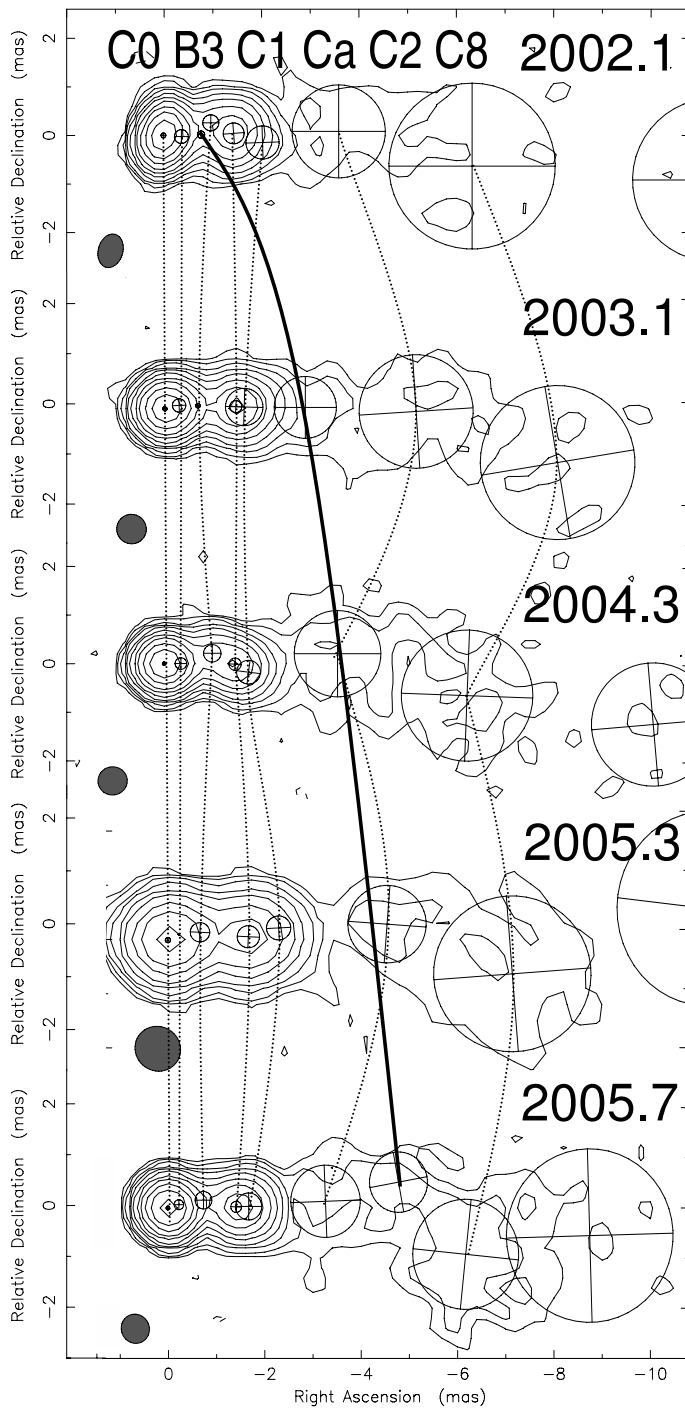 C0 B3 C1 Ca C2 C8 2002.1
2
0
-2
Relative Declination (mas)
2003.1
2
0
-2
Relative Declination (mas)
2004.3
2
0
-2
Relative Declination (mas)
2005.3
2
0
-2
Relative Declination (mas)
2005.7
2
0
-2
Relative Declination (mas)
0 -2 -4 -6 -8 -10
Right Ascension (mas)